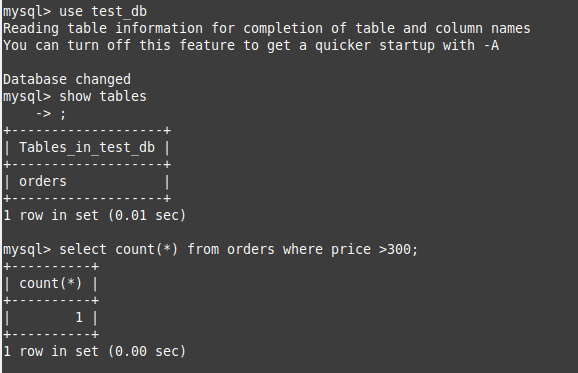 mysql> use test_db
Reading table information for completion of table and column names
You can turn off this feature to get a quicker startup with -A

Database changed
mysql> show tables
    -> ;
+-------------------+
| Tables_in_test_db |
+-------------------+
| orders            |
+-------------------+
1 row in set (0.01 sec)

mysql> select count(*) from orders where price >300;
+----------+
| count(*) |
+----------+
|        1 |
+----------+
1 row in set (0.00 sec)